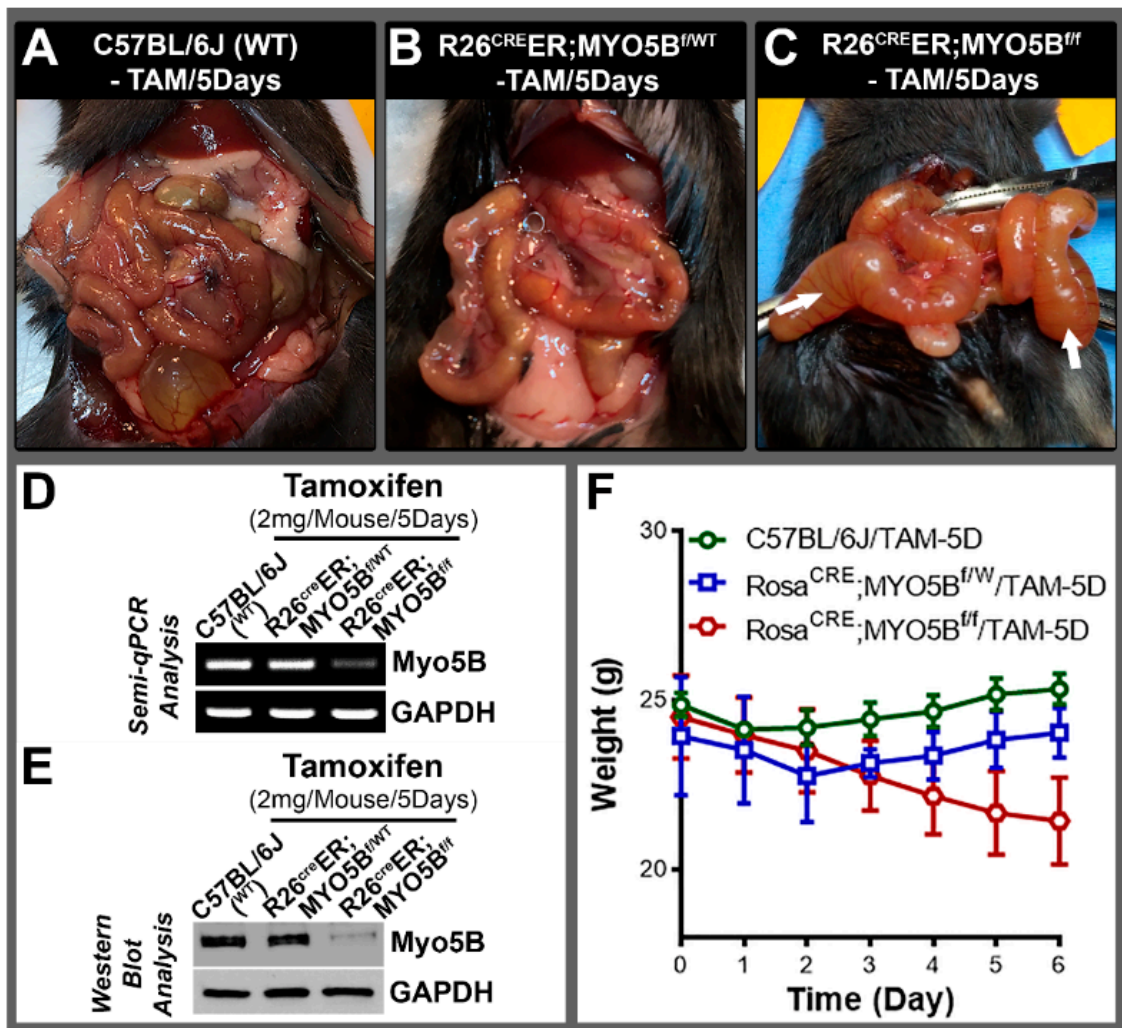 A
C57BL/6J (WT)
- TAM/5Days
B
R26CREER;MYO5Bf/WT
-TAM/5Days
C
R26CREER;MYO5Bf/f
- TAM/5Days
D
Tamoxifen
(2mg/Mouse/5Days)
C57BL/6J
(WT)
R26creER;
MYO5Bf/WT
R26creER;
MYO5Bf/f
Semi-qPCR
Analysis
Myo5B
GAPDH
E
Tamoxifen
(2mg/Mouse/5Days)
C57BL/6J
(WT)
R26creER;
MYO5Bf/WT
R26creER;
MYO5Bf/f
Western
Blot
Analysis
Myo5B
GAPDH
F
C57BL/6J/TAM-5D
RosaCRE;MYO5Bf/W/TAM-5D
RosaCRE;MYO5Bf/f/TAM-5D
Weight (g)
30
25
20
0 1 2 3 4 5 6
Time (Day)